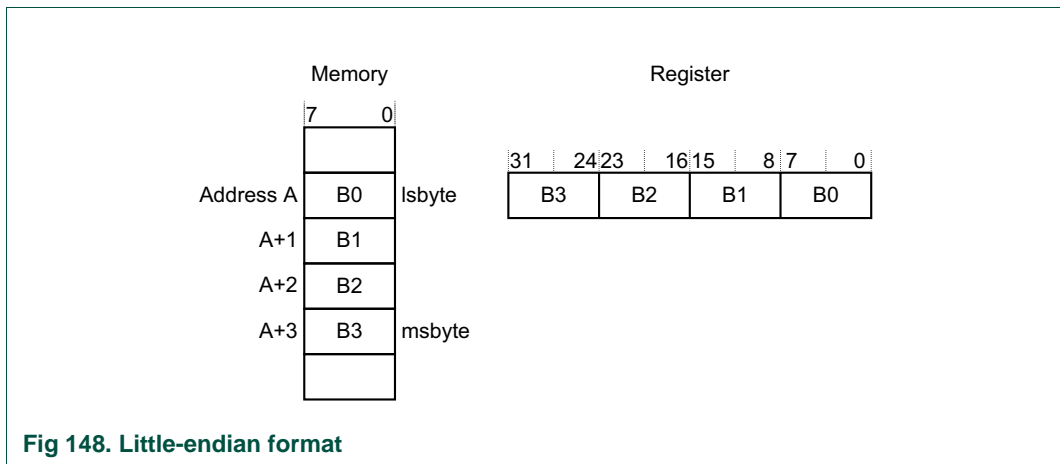 Memory
Register
7 0
31 24 23 16 15 8 7 0
Address A B0 lsbyte
B3 B2 B1 B0
A+1 B1
A+2 B2
A+3 B3 msbyte
Fig 148. Little-endian format